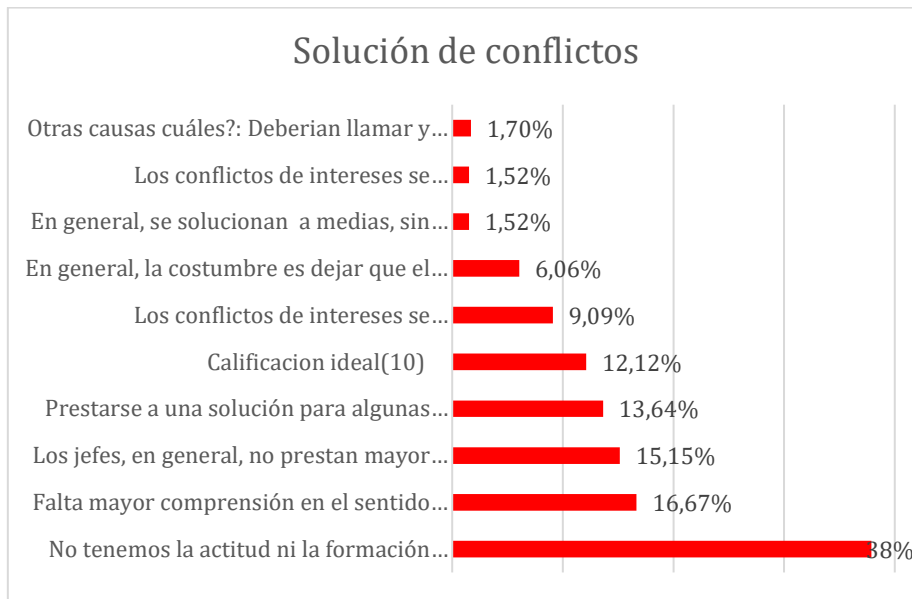 Solución de conflictos
Otras causas cuáles?: Deberian llamar y... 1,70%
Los conflictos de intereses se... 1,52%
En general, se solucionan a medias, sin... 1,52%
En general, la costumbre es dejar que el... 6,06%
Los conflictos de intereses se... 9,09%
Calificacion ideal(10) 12,12%
Prestarse a una solución para algunas... 13,64%
Los jefes, en general, no prestan mayor... 15,15%
Falta mayor comprensión en el sentido... 16,67%
No tenemos la actitud ni la formación... 38%